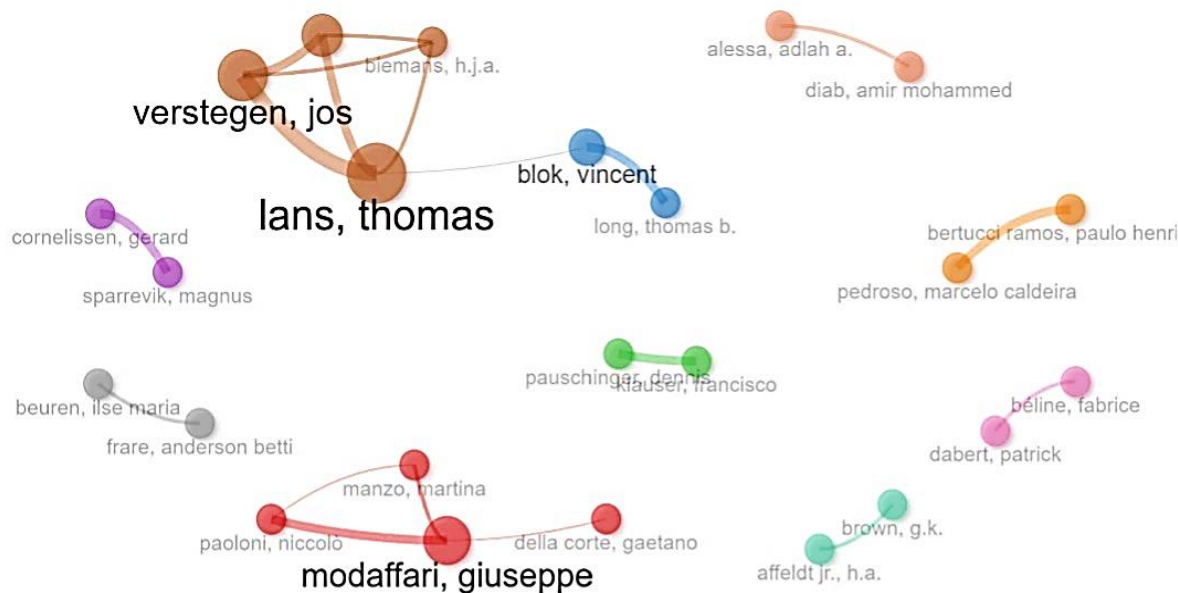 alessa, adlah a.
biemans, h.j.a.
diab, amir mohammed
verstegen, jos
blok, vincent
lans, thomas
long, thomas b.
cornelissen, gerard
bertucci ramos, paulo henri
sparrevik, magnus
pedroso, marcelo caldeira
pauschinger, dennis
klauser, francisco
beuren, ilse maria
béline, fabrice
frare, anderson betti
dabert, patrick
manzo, martina
brown, g.k.
paoloni, niccolò
della corte, gaetano
modaffari, giuseppe
affeldt jr., h.a.